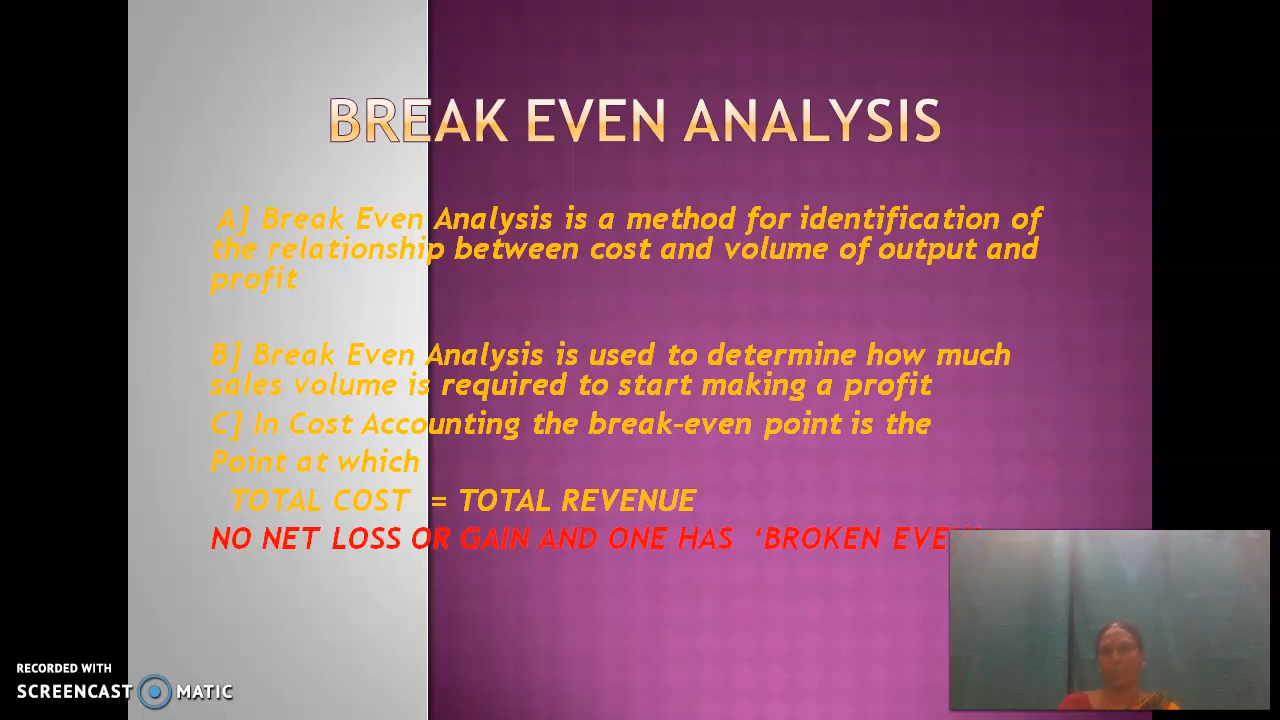 BREAK EVEN ANALYSIS
A] Break Even Analysis is a method for identification of
the relationship between cost and volume of output and
profit
B] Break Even Analysis is used to determine how much
sales volume is required to start making a profit
C] In Cost Accounting the break-even point is the
Point at which
TOTAL COST = TOTAL REVENUE
NO NET LOSS OR GAIN AND ONE HAS ‘BROKEN EVEN’
RECORDED WITH
SCREENCAST MATIC